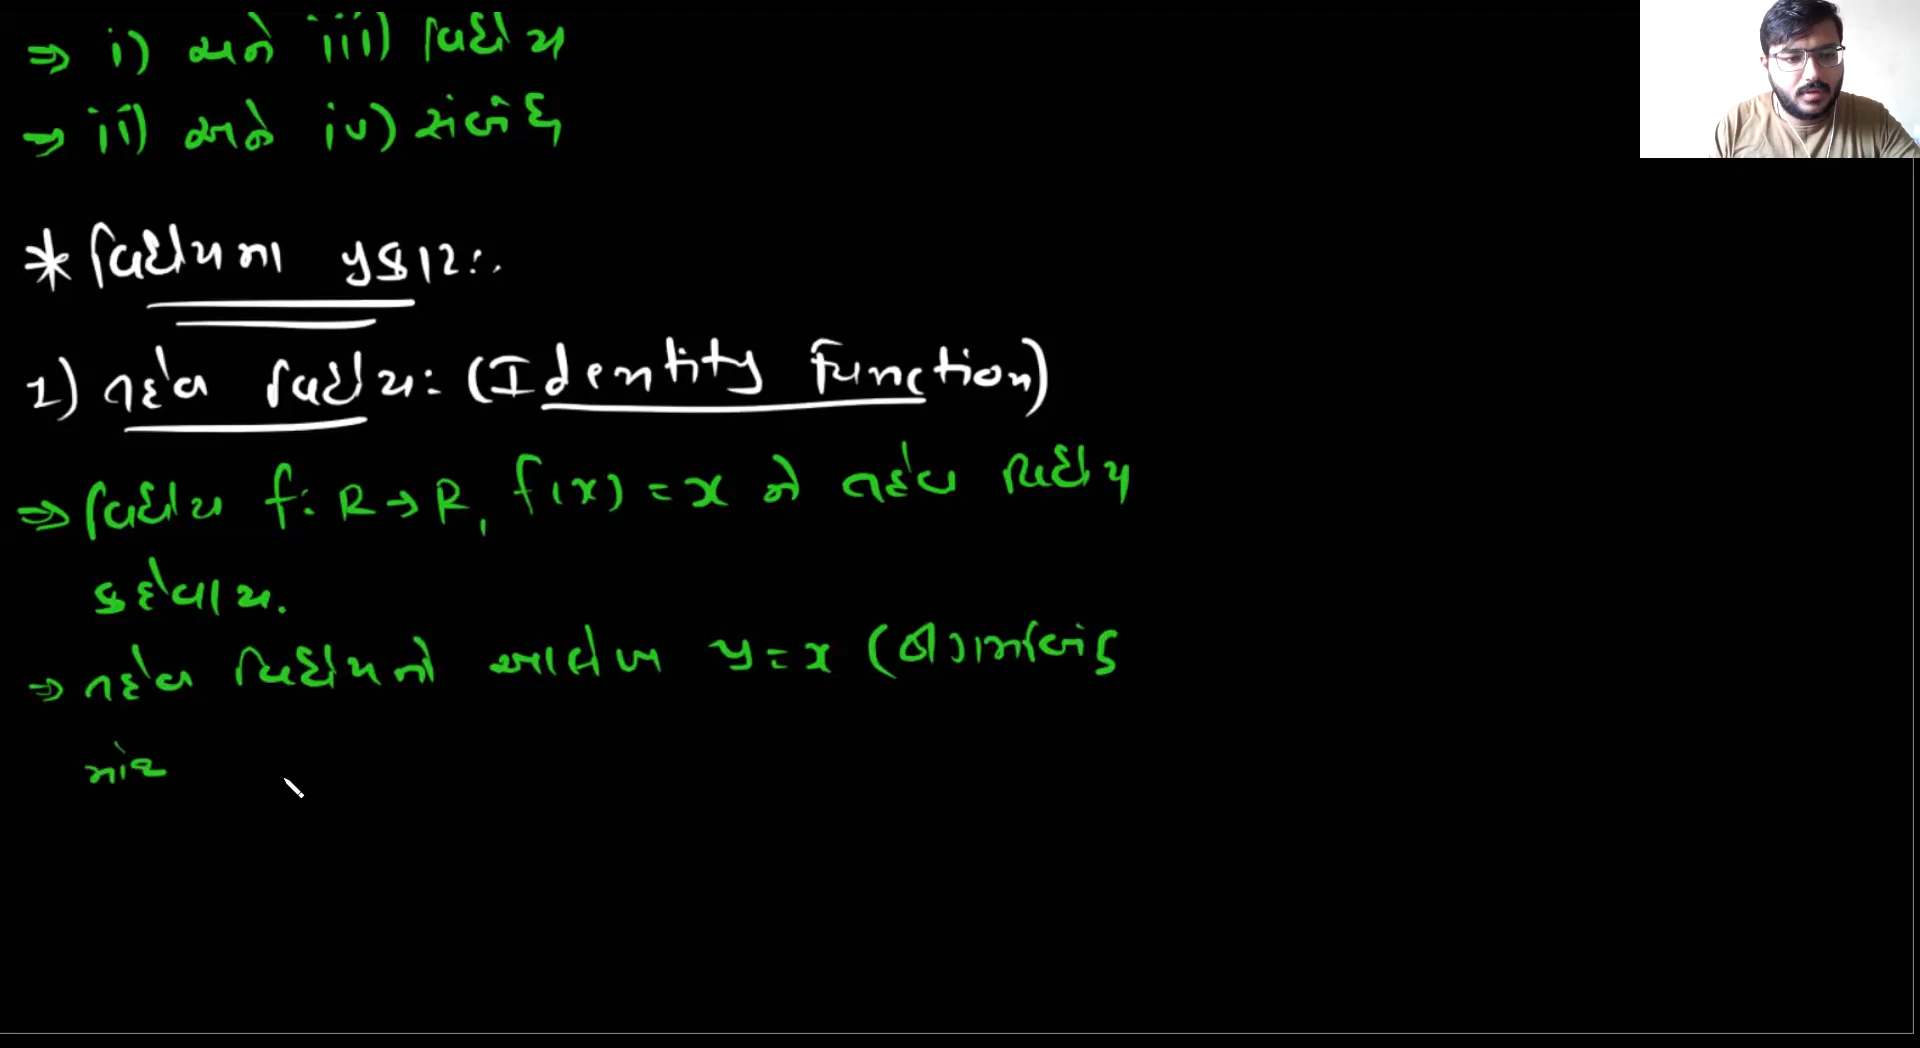 ⇒ i) અને iii) વિધેય
⇒ ii) અને iv) સંબંધ
* વિધેયના પ્રકાર:.
1) તદેવ વિધેય: (Identity Function)
⇒ વિધેય f: R → R, f(x) = x ને તદેવ વિધેય
કહેવાય.
⇒ તદેવ વિધેયનો આલેખ y = x (ઊગમબિંદુ